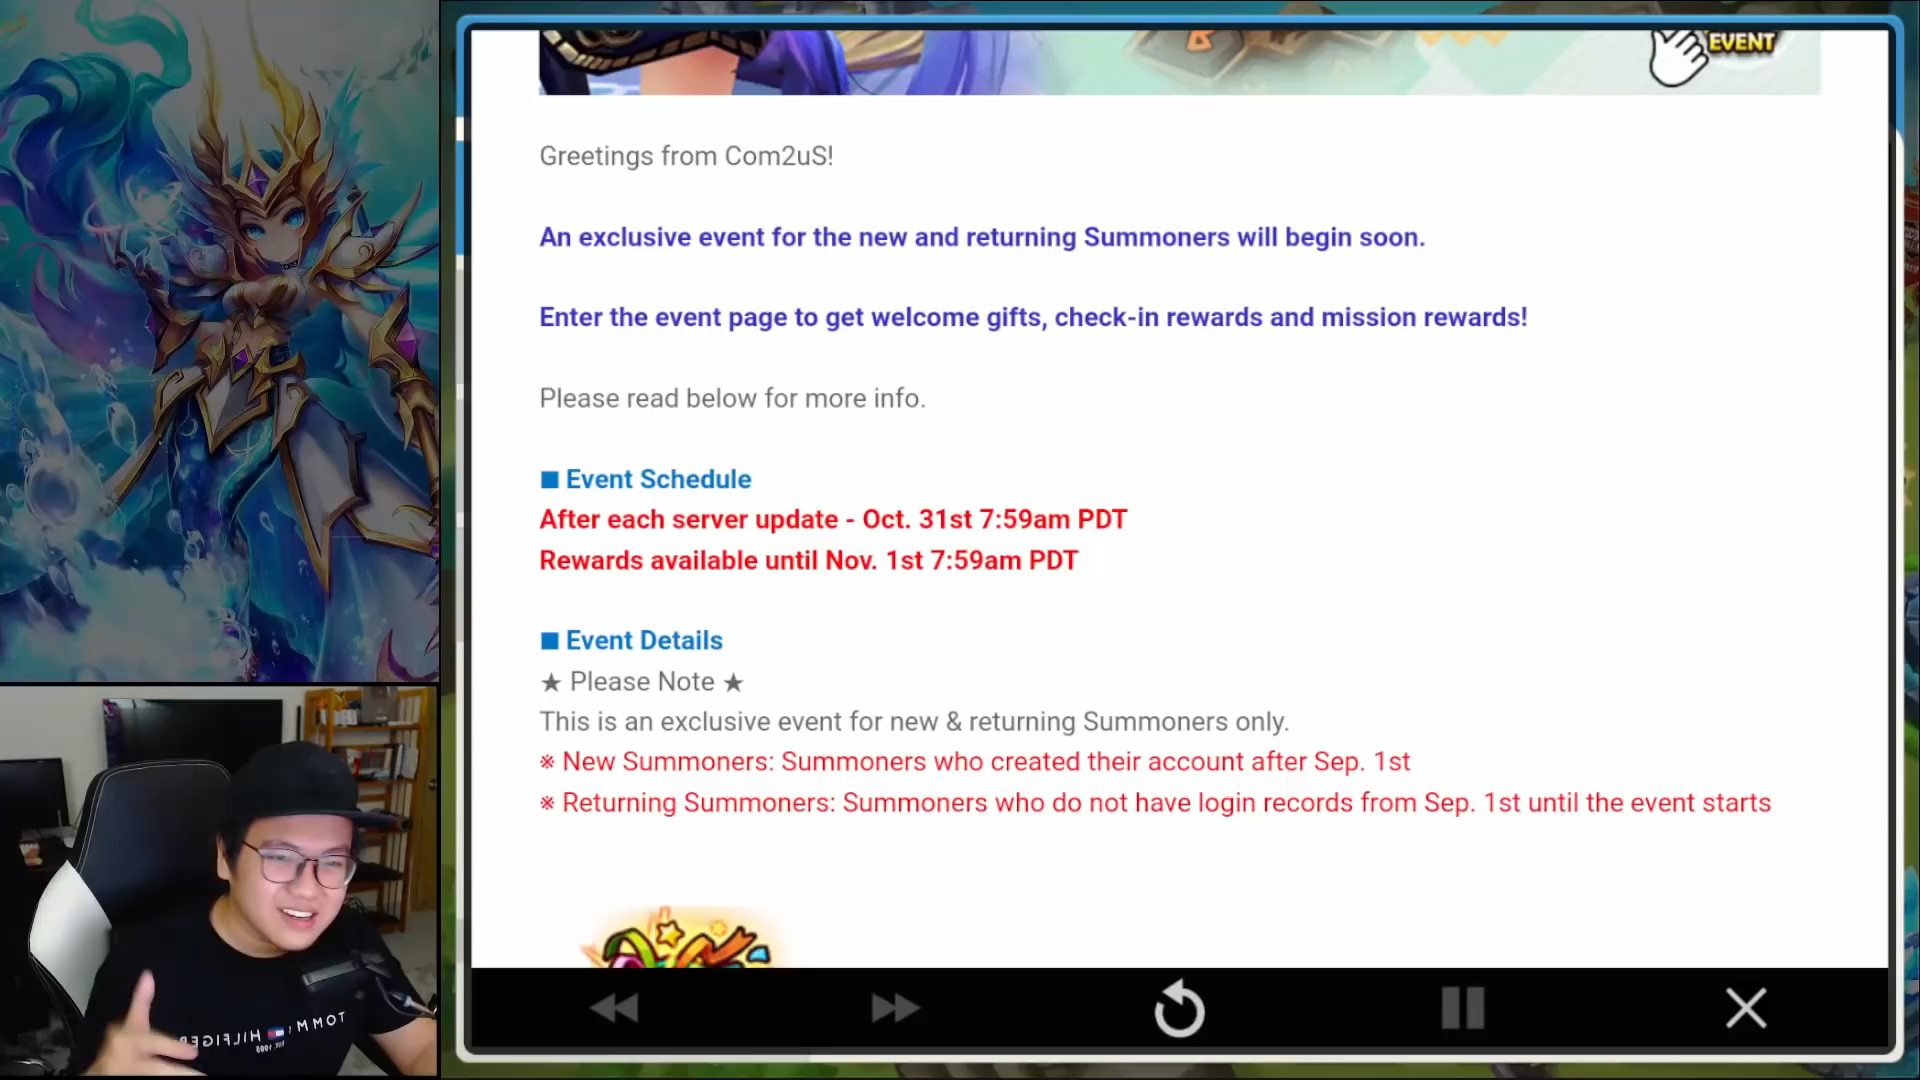 EVENT
Greetings from Com2uS!
An exclusive event for the new and returning Summoners will begin soon.
Enter the event page to get welcome gifts, check-in rewards and mission rewards!
Please read below for more info.
■ Event Schedule
After each server update - Oct. 31st 7:59am PDT
Rewards available until Nov. 1st 7:59am PDT
■ Event Details
★ Please Note ★
This is an exclusive event for new & returning Summoners only.
※ New Summoners: Summoners who created their account after Sep. 1st
※ Returning Summoners: Summoners who do not have login records from Sep. 1st until the event starts
TOMMY HILFIGER